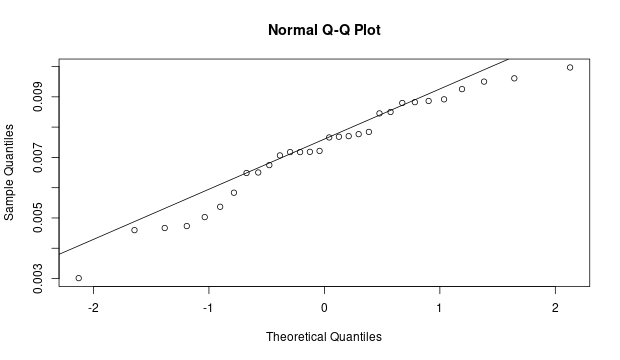 Normal Q-Q Plot
Sample Quantiles
0.009
0.007
0.005
0.003
-2 -1 0 1 2
Theoretical Quantiles